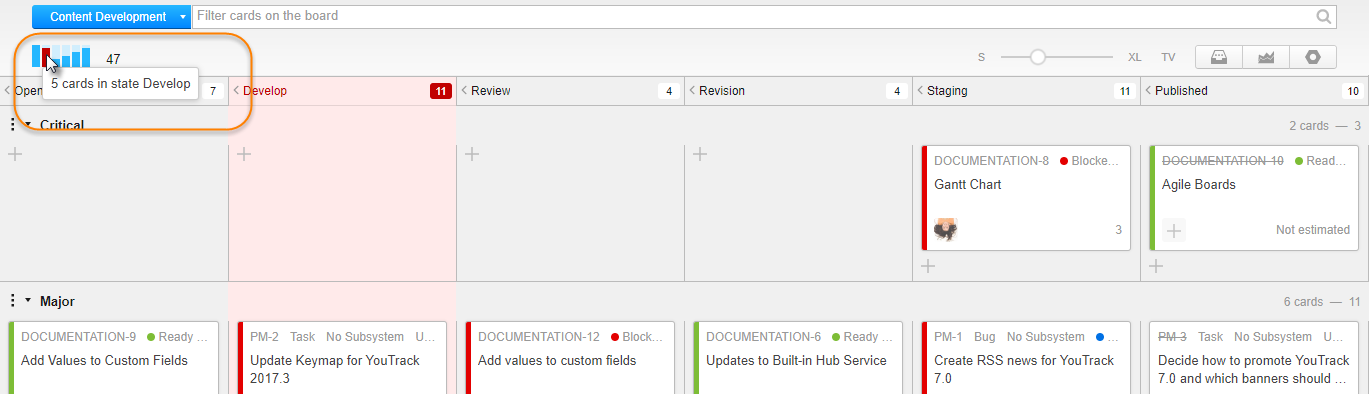 Content Development
Filter cards on the board
47
S XL TV
5 cards in state Develop
Open 7 Develop 11 Review 4 Revision 4 Staging 11 Published 10
Critical 2 cards — 3
DOCUMENTATION-8 Blocke... DOCUMENTATION-10 Read...
Gantt Chart Agile Boards
3 Not estimated
Major 6 cards — 11
DOCUMENTATION-9 Ready ... PM-2 Task No Subsystem U... DOCUMENTATION-12 Block... DOCUMENTATION-6 Ready ... PM-1 Bug No Subsystem ... PM-3 Task No Subsystem U...
Add Values to Custom Fields Update Keymap for YouTrack Add values to custom fields Updates to Built-in Hub Service Create RSS news for YouTrack Decide how to promote YouTrack
2017.3 7.0 7.0 and which banners should ...